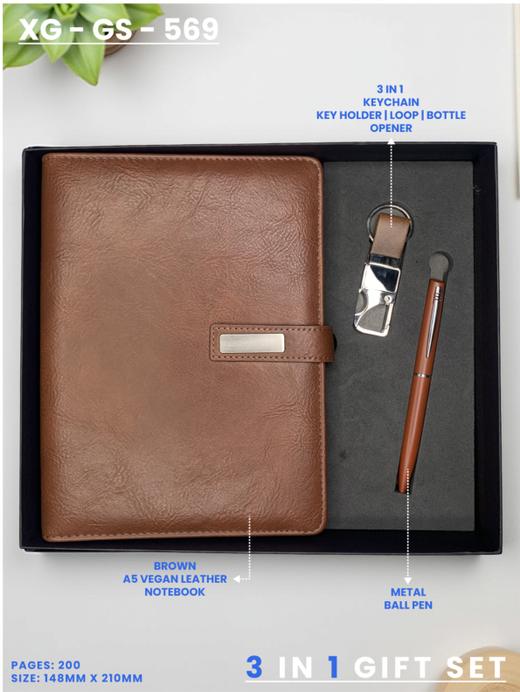 XG - GS - 569
3 IN 1
KEYCHAIN
KEY HOLDER | LOOP | BOTTLE
OPENER
BROWN
A5 VEGAN LEATHER
NOTEBOOK
METAL
BALL PEN
PAGES: 200
SIZE: 148MM X 210MM
3 IN 1 GIFT SET